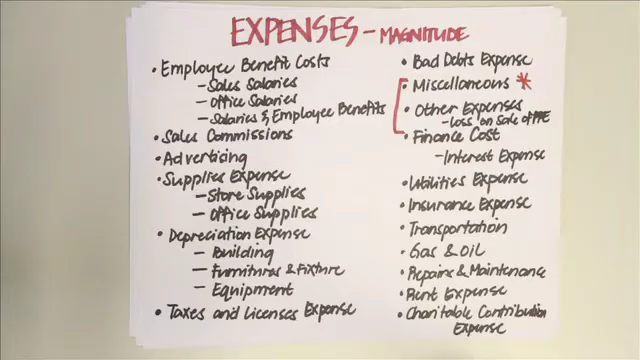 EXPENSES - MAGNITUDE
• Employee Benefit Costs
- Sales Salaries
- Office Salaries
- Salaries & Employee Benefits
• Sales Commissions
• Advertising
• Supplies Expense
- Store Supplies
- Office Supplies
• Depreciation Expense
- Building
- Furnitures & Fixture
- Equipment
• Taxes and Licenses Expense
• Bad Debts Expense
• Miscellaneous *
• Other Expenses
- Loss on Sale of PPE
• Finance Cost
- Interest Expense
• Utilities Expense
• Insurance Expense
• Transportation
• Gas & Oil
• Repairs & Maintenance
• Rent Expense
• Charitable Contribution
Expense